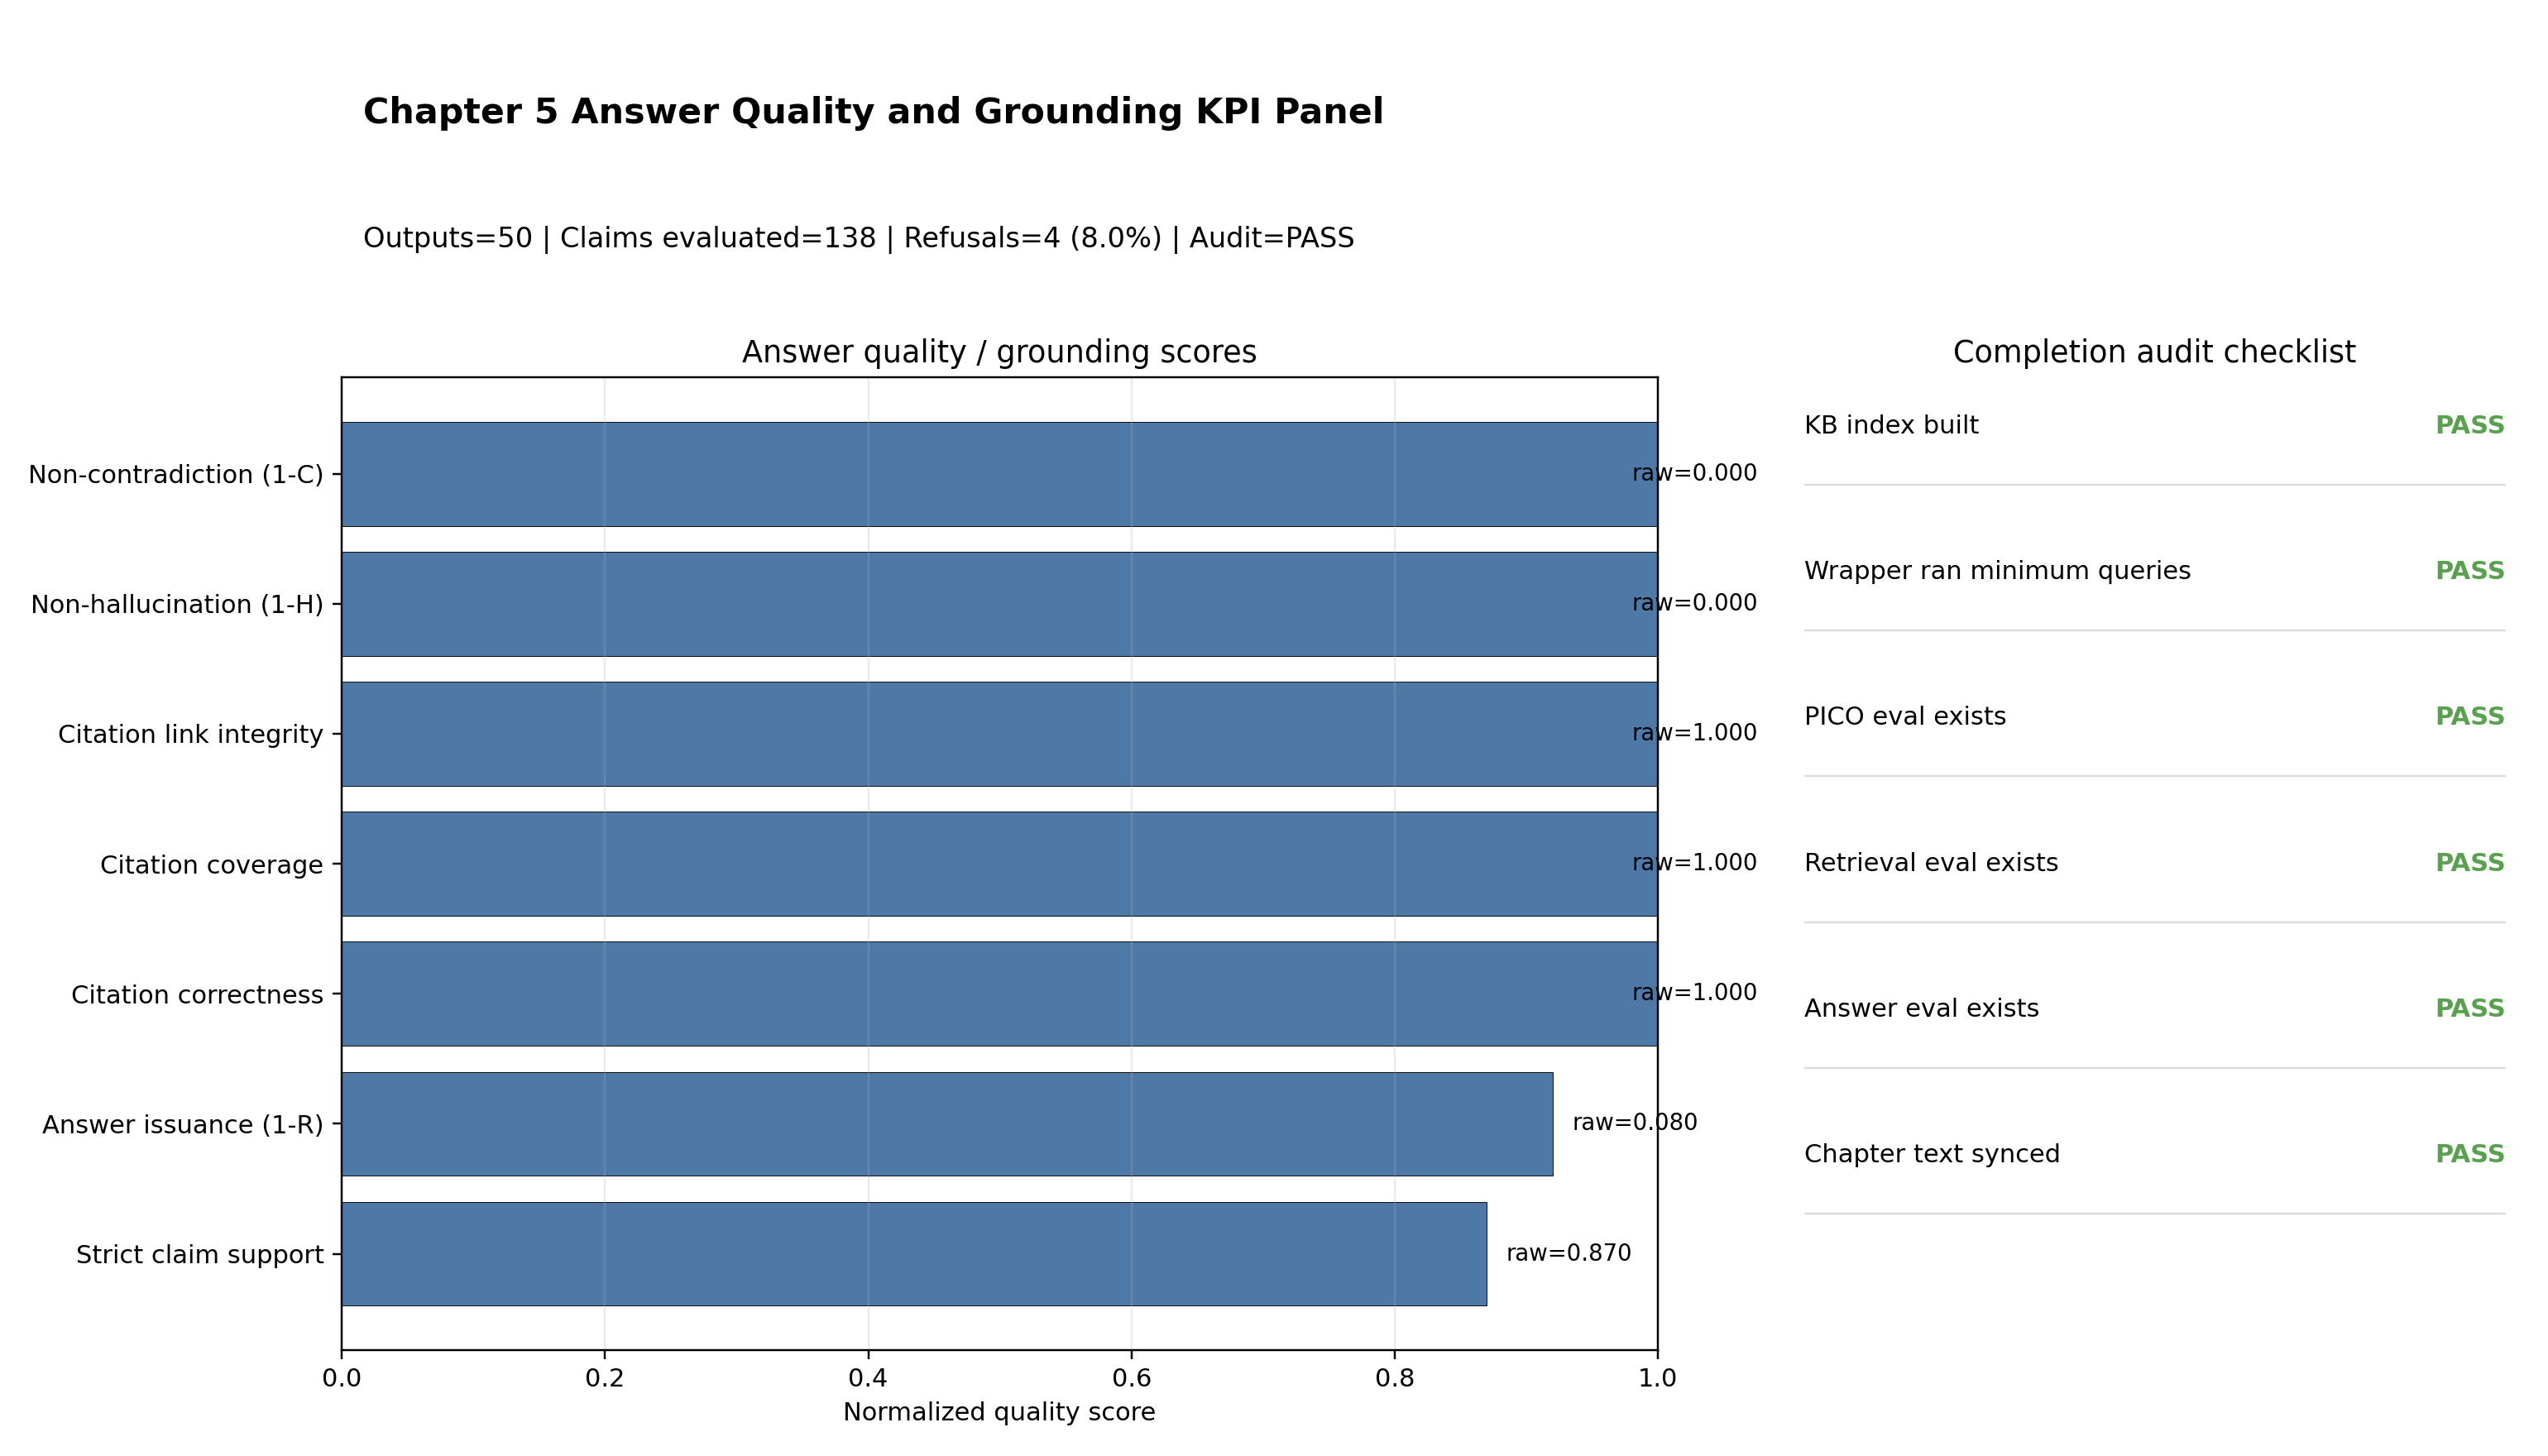 Chapter 5 Answer Quality and Grounding KPI Panel
Outputs=50 | Claims evaluated=138 | Refusals=4 (8.0%) | Audit=PASS
Answer quality / grounding scores
Non-contradiction (1-C) raw=0.000
Non-hallucination (1-H) raw=0.000
Citation link integrity raw=1.000
Citation coverage raw=1.000
Citation correctness raw=1.000
Answer issuance (1-R) raw=0.080
Strict claim support raw=0.870
0.0 0.2 0.4 0.6 0.8 1.0
Normalized quality score
Completion audit checklist
KB index built PASS
Wrapper ran minimum queries PASS
PICO eval exists PASS
Retrieval eval exists PASS
Answer eval exists PASS
Chapter text synced PASS